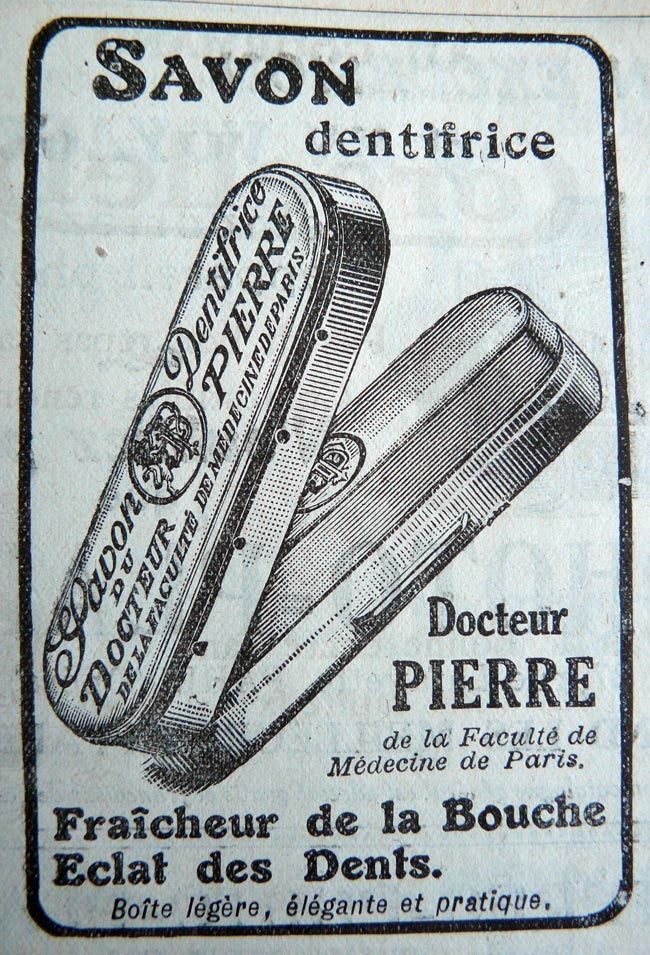 SAVON
dentifrice
Savon Dentifrice
DU
DOCTEUR PIERRE
DE LA FACULTÉ DE MÉDECINE DE PARIS
Docteur
PIERRE
de la Faculté de
Médecine de Paris.
Fraîcheur de la Bouche
Eclat des Dents.
Boîte légère, élégante et pratique.